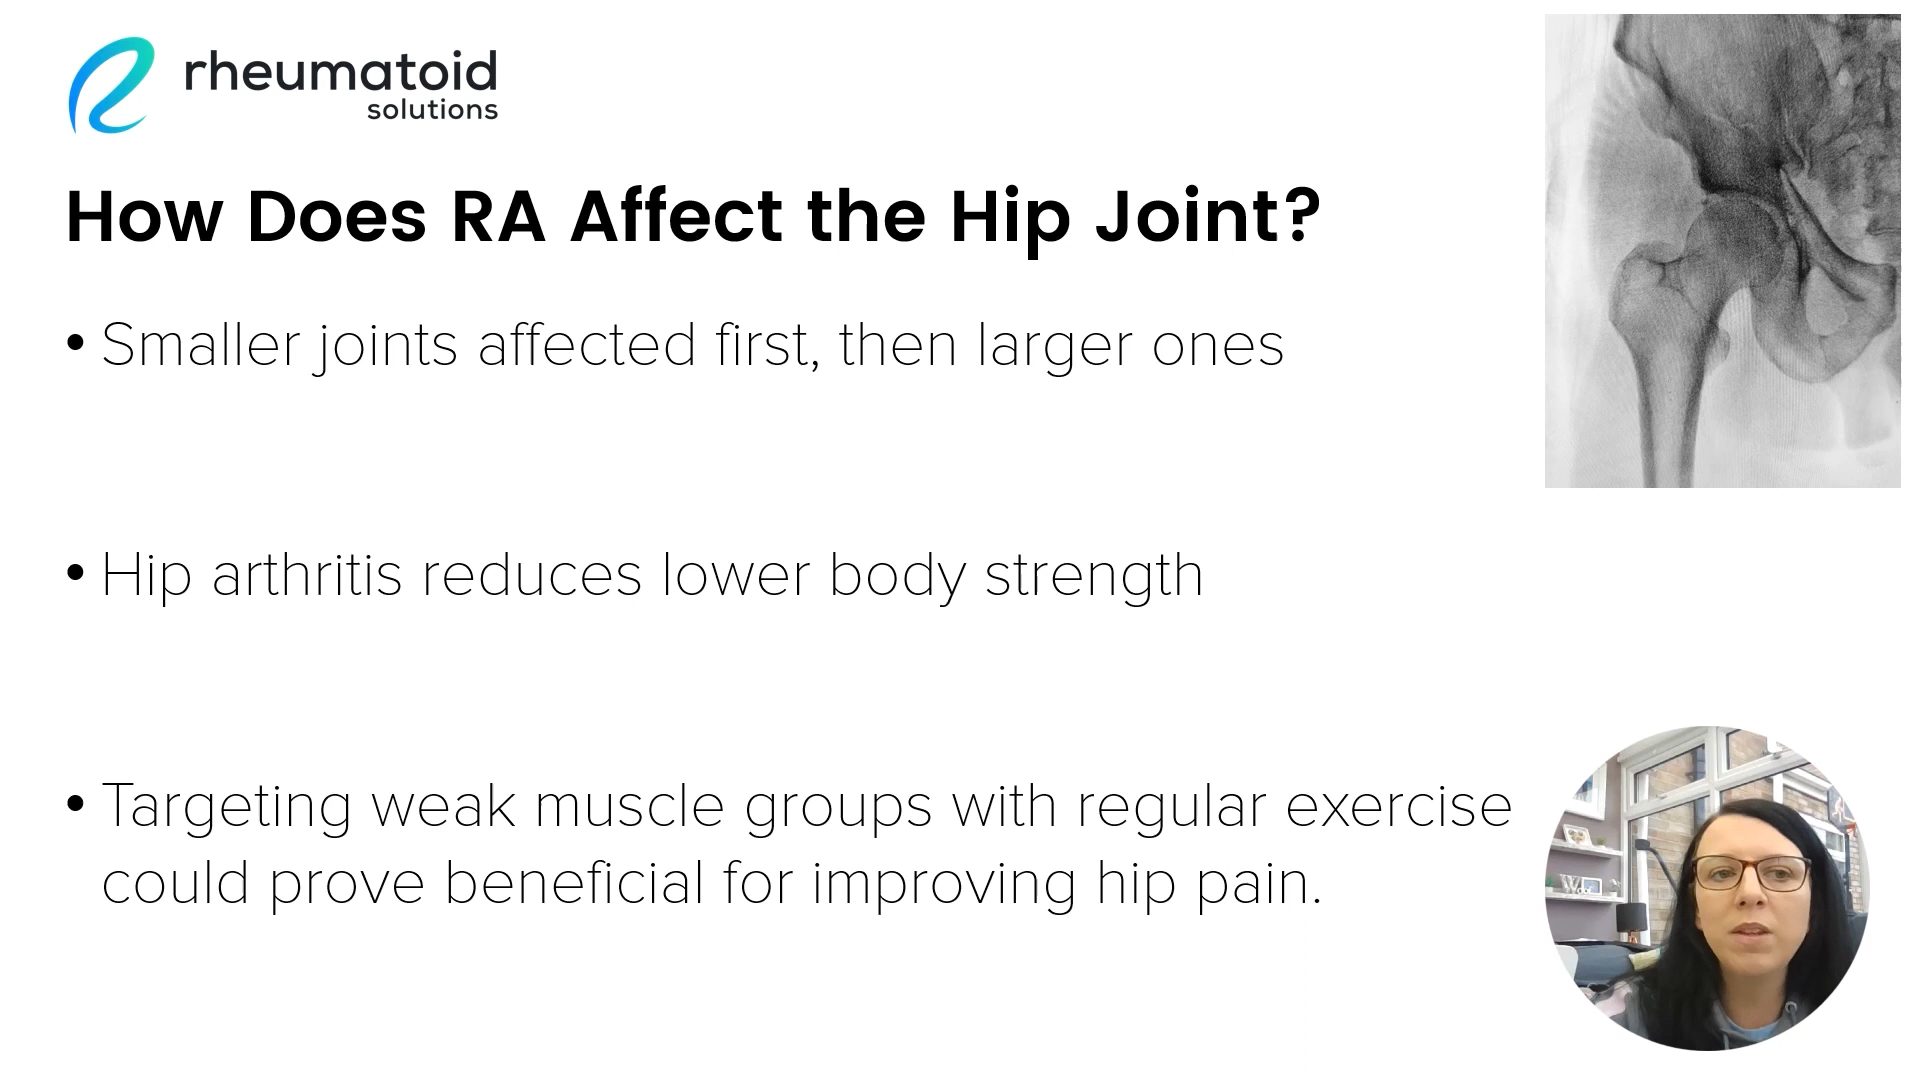 rheumatoid
solutions
How Does RA Affect the Hip Joint?
• Smaller joints affected first, then larger ones
• Hip arthritis reduces lower body strength
• Targeting weak muscle groups with regular exercise
could prove beneficial for improving hip pain.